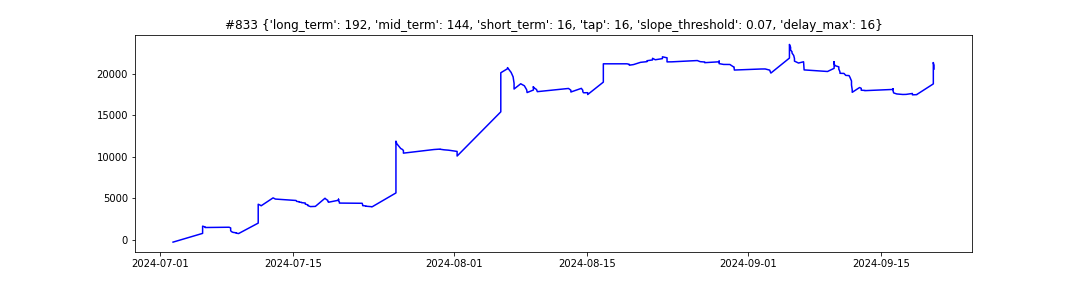 #833 {'long_term': 192, 'mid_term': 144, 'short_term': 16, 'tap': 16, 'slope_threshold': 0.07, 'delay_max': 16}
20000
15000
10000
5000
0
2024-07-01 2024-07-15 2024-08-01 2024-08-15 2024-09-01 2024-09-15